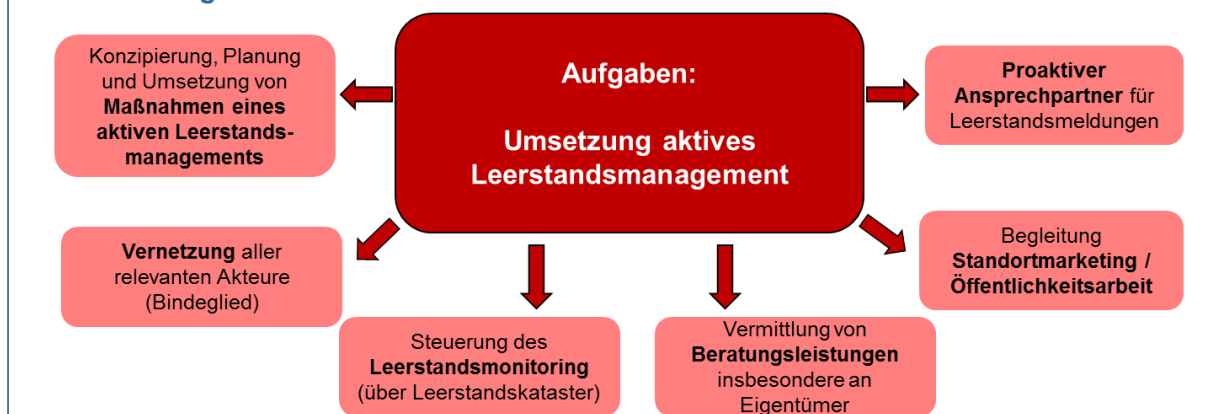 Aufgaben:
Umsetzung aktives
Leerstandsmanagement
Konzipierung, Planung
und Umsetzung von
Maßnahmen eines
aktiven Leerstands-
managements
Proaktiver
Ansprechpartner für
Leerstandsmeldungen
Vernetzung aller
relevanten Akteure
(Bindeglied)
Begleitung
Standortmarketing /
Öffentlichkeitsarbeit
Steuerung des
Leerstandsmonitoring
(über Leerstandskataster)
Vermittlung von
Beratungsleistungen
insbesondere an
Eigentümer